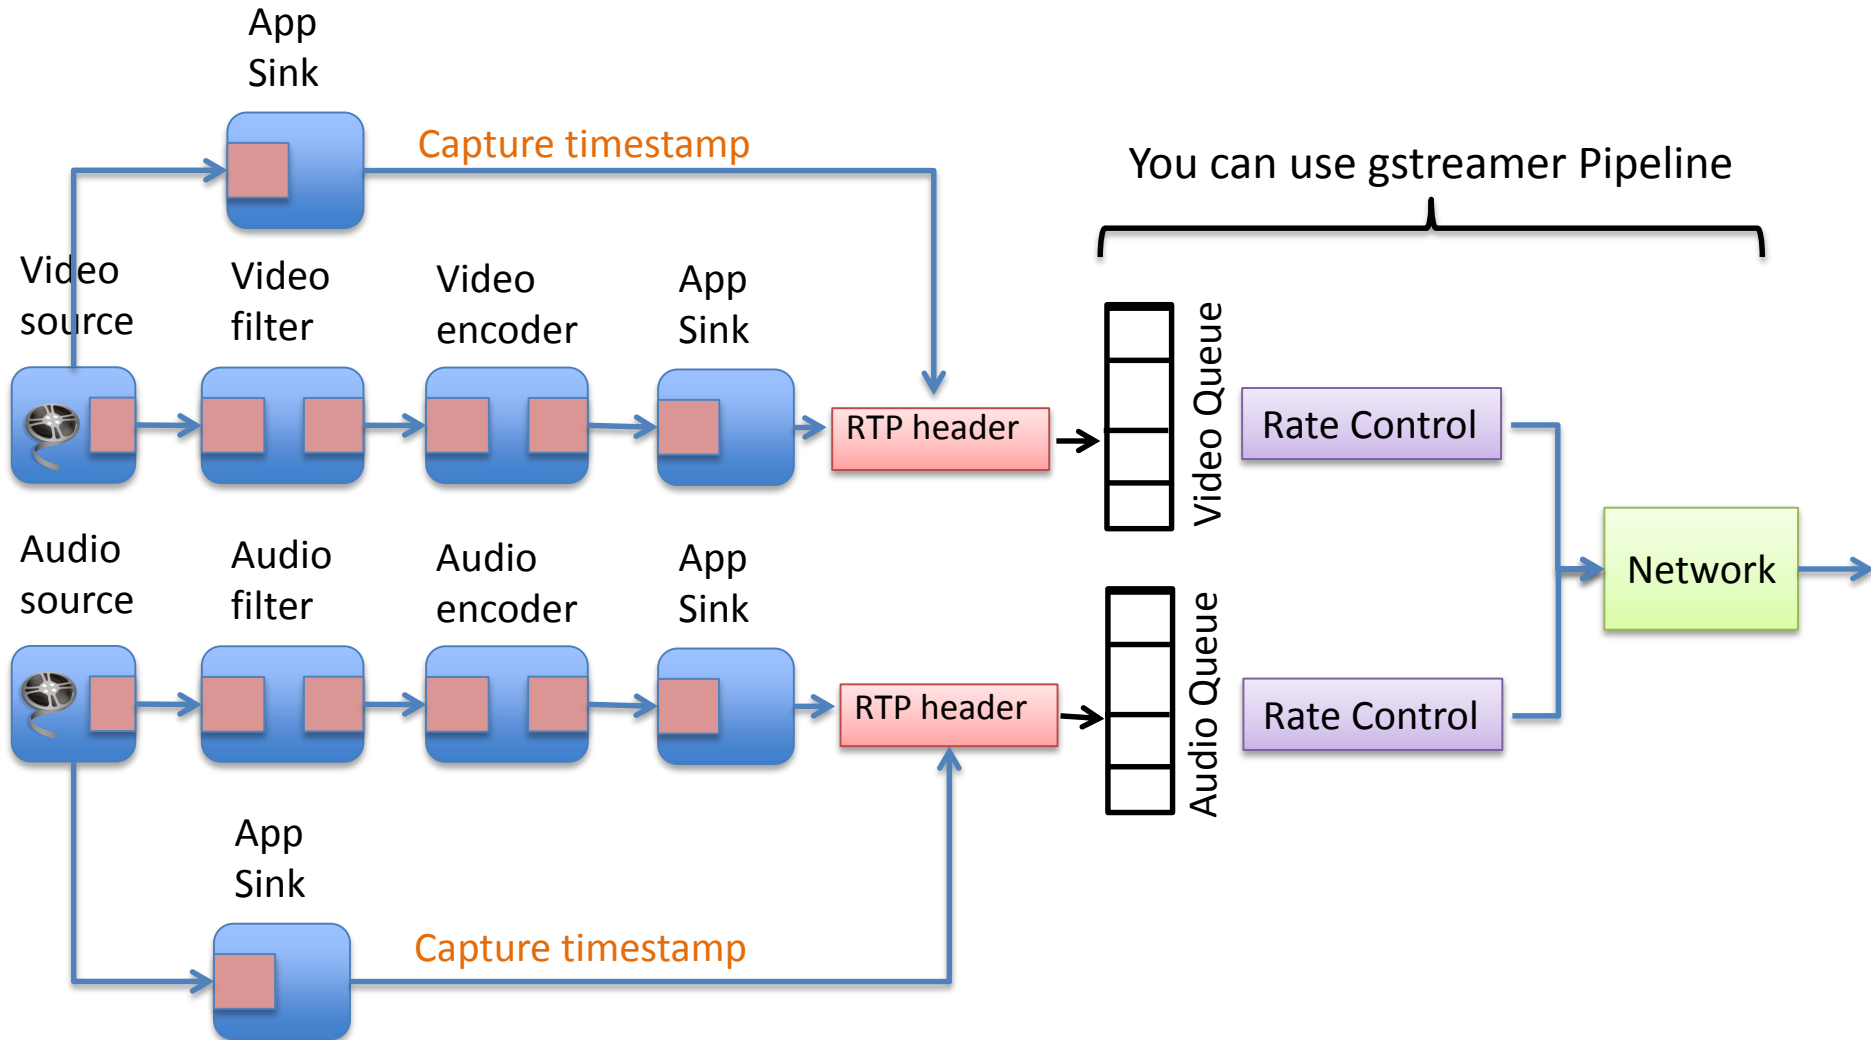 App
Sink
Capture timestamp
You can use gstreamer Pipeline
Video
source
Video
filter
Video
encoder
App
Sink
RTP header
Video Queue
Rate Control
Audio
source
Audio
filter
Audio
encoder
App
Sink
RTP header
Audio Queue
Rate Control
Network
App
Sink
Capture timestamp